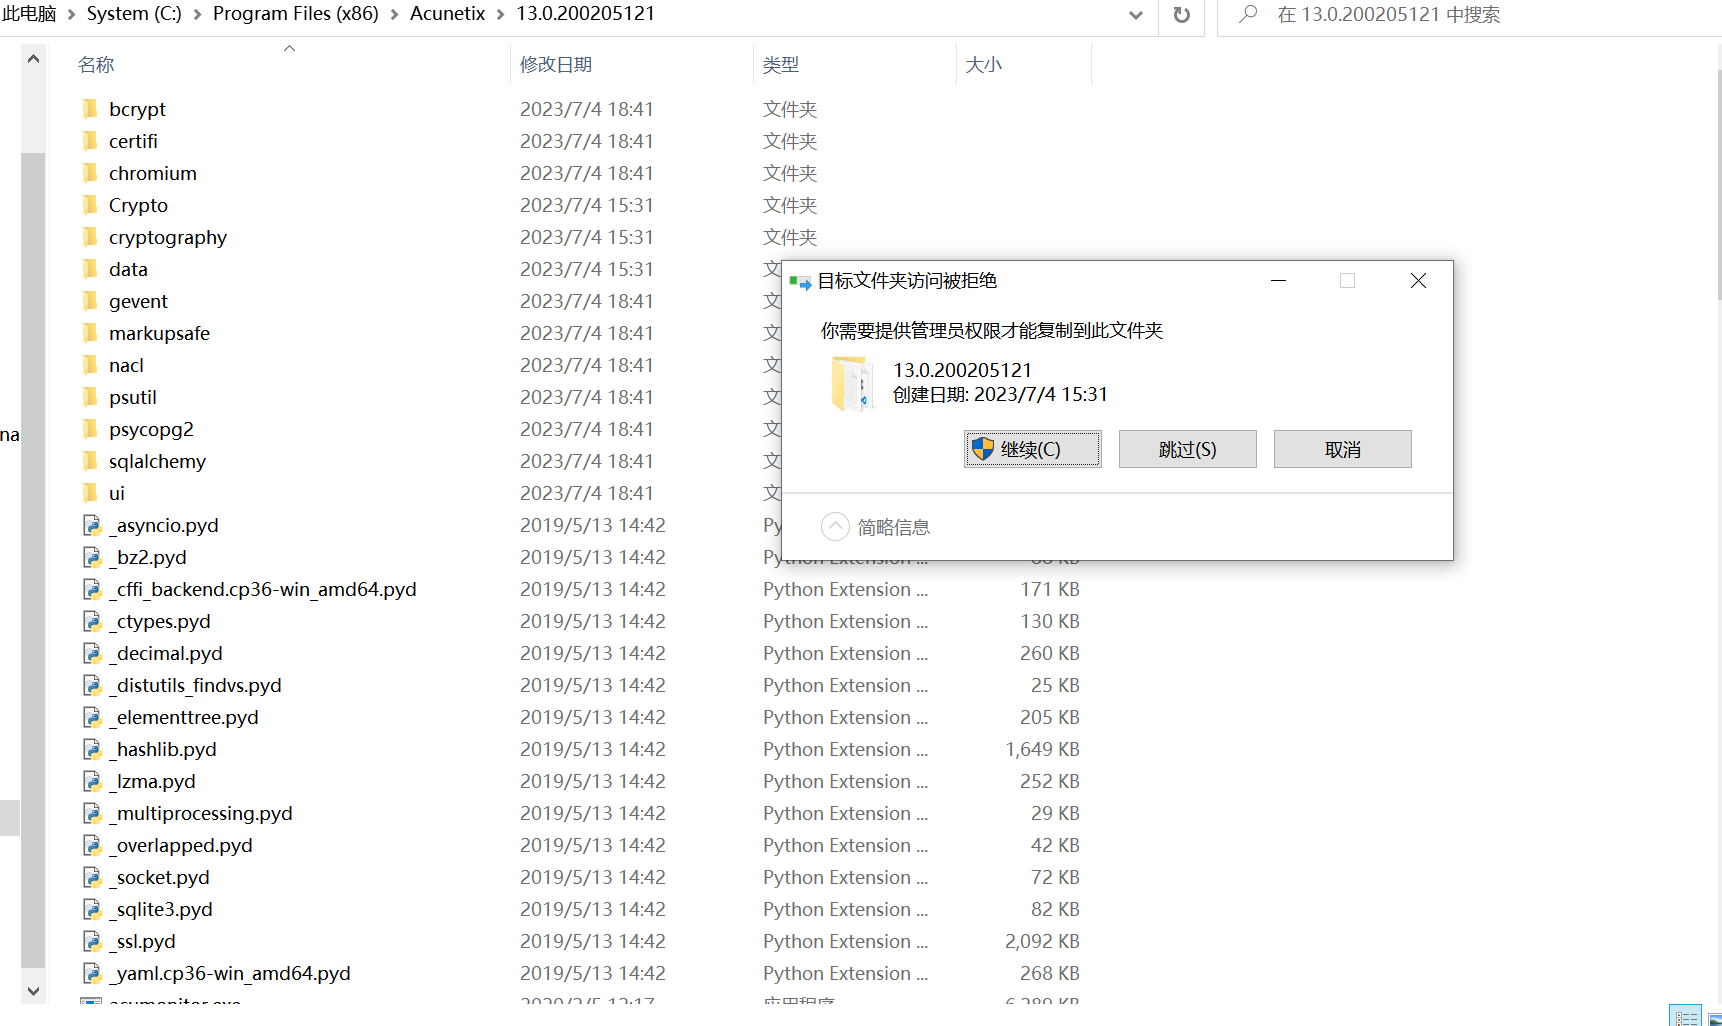 此电脑 > System (C:) > Program Files (x86) > Acunetix > 13.0.200205121
在 13.0.200205121 中搜索
名称 修改日期 类型 大小
bcrypt 2023/7/4 18:41 文件夹
certifi 2023/7/4 18:41 文件夹
chromium 2023/7/4 18:41 文件夹
Crypto 2023/7/4 15:31 文件夹
cryptography 2023/7/4 15:31 文件夹
data 2023/7/4 15:31 文
gevent 2023/7/4 18:41 文
markupsafe 2023/7/4 18:41 文
nacl 2023/7/4 18:41 文
psutil 2023/7/4 18:41 文
psycopg2 2023/7/4 18:41 文
sqlalchemy 2023/7/4 18:41 文
ui 2023/7/4 18:41 文
_asyncio.pyd 2019/5/13 14:42 Py
_bz2.pyd 2019/5/13 14:42 Python Extension ...
_cffi_backend.cp36-win_amd64.pyd 2019/5/13 14:42 Python Extension ... 171 KB
_ctypes.pyd 2019/5/13 14:42 Python Extension ... 130 KB
_decimal.pyd 2019/5/13 14:42 Python Extension ... 260 KB
_distutils_findvs.pyd 2019/5/13 14:42 Python Extension ... 25 KB
_elementtree.pyd 2019/5/13 14:42 Python Extension ... 205 KB
_hashlib.pyd 2019/5/13 14:42 Python Extension ... 1,649 KB
_lzma.pyd 2019/5/13 14:42 Python Extension ... 252 KB
_multiprocessing.pyd 2019/5/13 14:42 Python Extension ... 29 KB
_overlapped.pyd 2019/5/13 14:42 Python Extension ... 42 KB
_socket.pyd 2019/5/13 14:42 Python Extension ... 72 KB
_sqlite3.pyd 2019/5/13 14:42 Python Extension ... 82 KB
_ssl.pyd 2019/5/13 14:42 Python Extension ... 2,092 KB
_yaml.cp36-win_amd64.pyd 2019/5/13 14:42 Python Extension ... 268 KB
na
目标文件夹访问被拒绝
你需要提供管理员权限才能复制到此文件夹
13.0.200205121
创建日期: 2023/7/4 15:31
继续(C) 跳过(S) 取消
简略信息